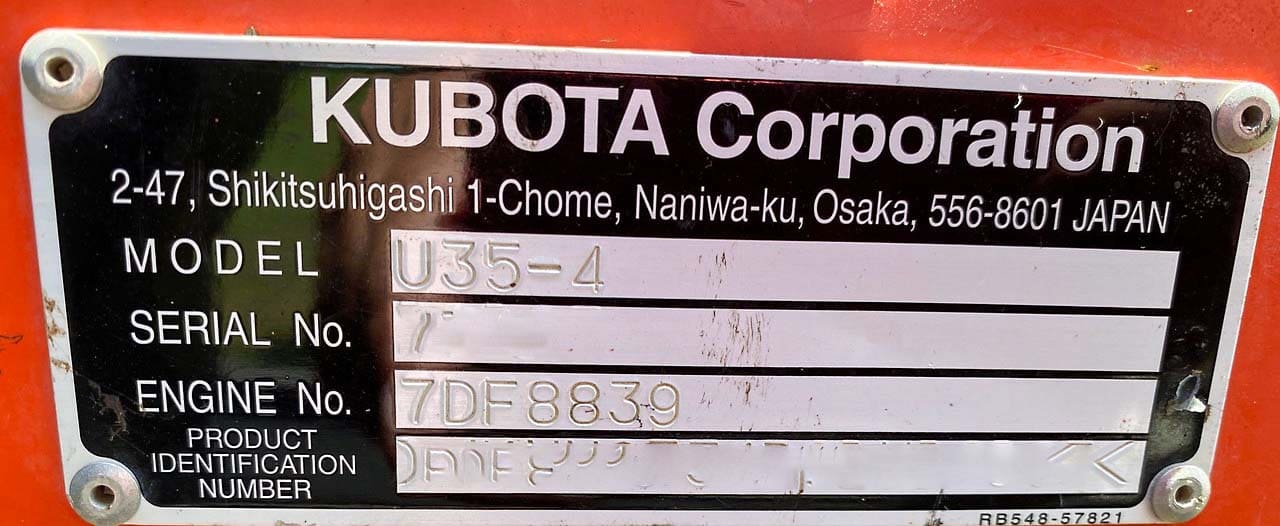 KUBOTA Corporation
2-47, Shikitsuhigashi 1-Chome, Naniwa-ku, Osaka, 556-8601 JAPAN
MODEL U35-4
SERIAL No. 7
ENGINE No. 7DF8839
PRODUCT
IDENTIFICATION
NUMBER
RB548-57821